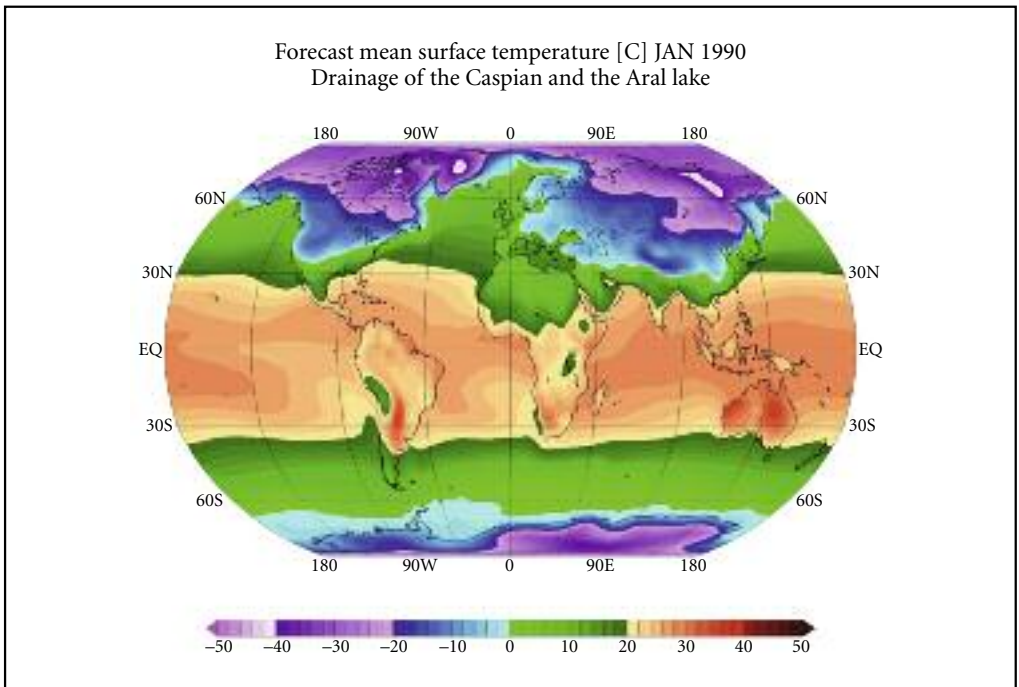 Forecast mean surface temperature [C] JAN 1990
Drainage of the Caspian and the Aral lake
180 90W 0 90E 180
60N 60N
30N 30N
EQ EQ
30S 30S
60S 60S
180 90W 0 90E 180
−50 −40 −30 −20 −10 0 10 20 30 40 50